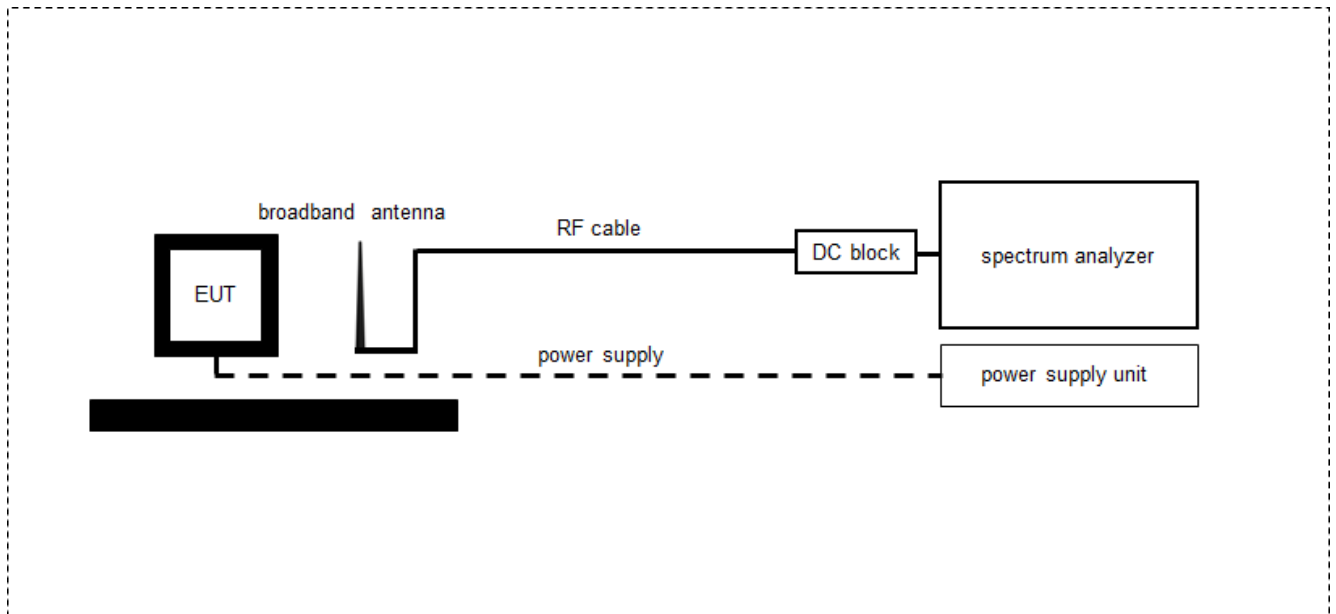 broadband antenna
RF cable
DC block
spectrum analyzer
EUT
power supply
power supply unit